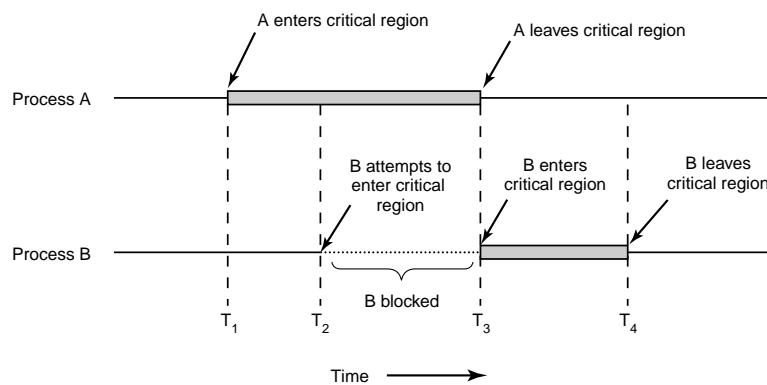 A enters critical region
A leaves critical region
Process A
B attempts to
enter critical
region
B enters
critical region
B leaves
critical region
Process B
B blocked
T1
T2
T3
T4
Time